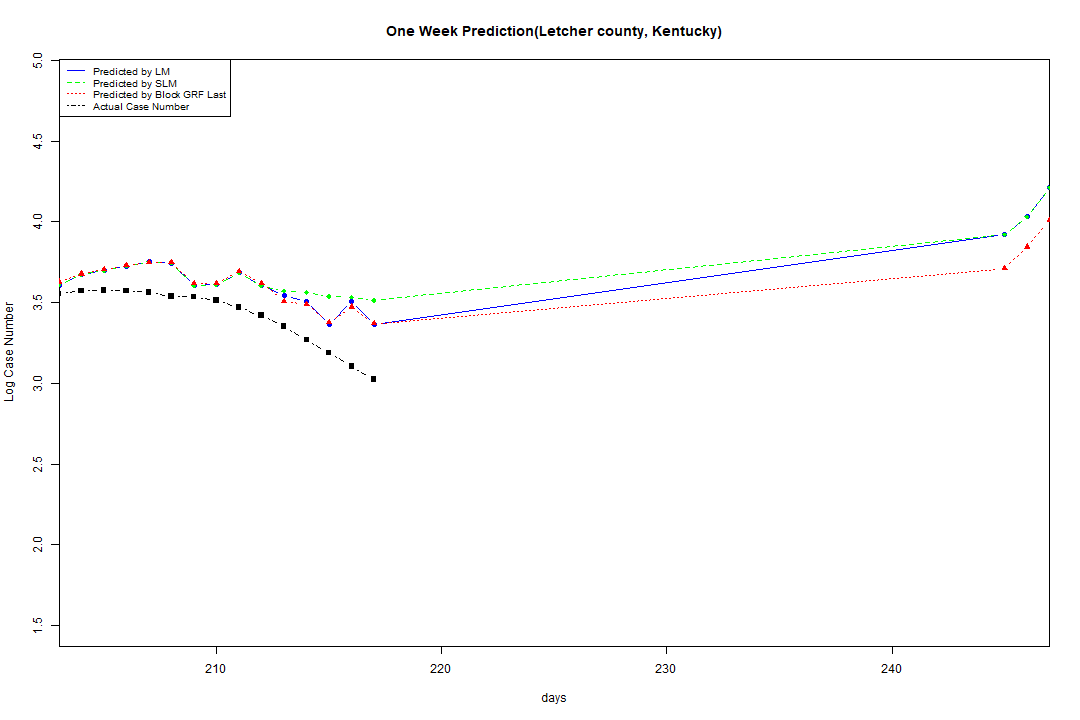 One Week Prediction(Letcher county, Kentucky)
Predicted by LM
Predicted by SLM
Predicted by Block GRF Last
Actual Case Number
5.0
4.5
4.0
3.5
3.0
2.5
2.0
1.5
Log Case Number
210 220 230 240
days